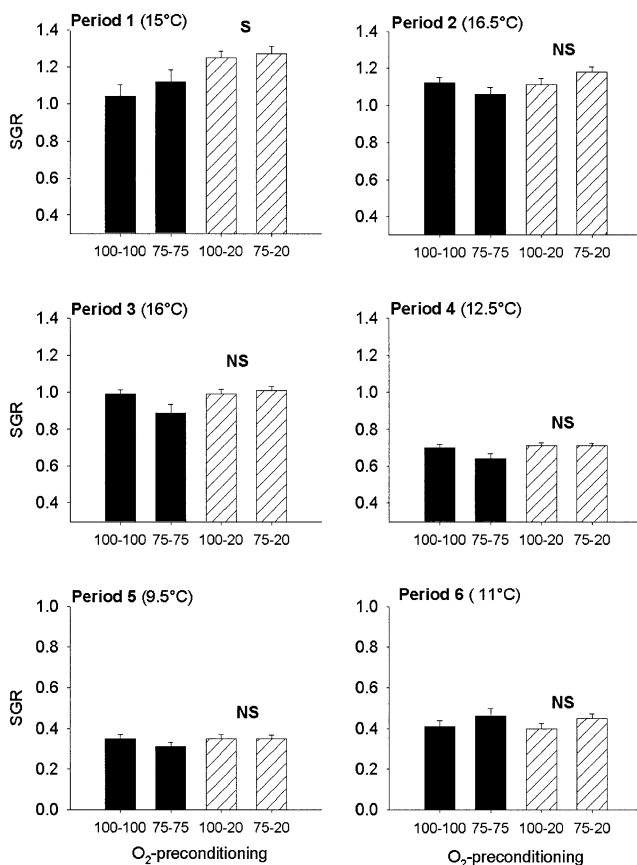 Period 1 (15°C)
S
SGR
1.4
1.2
1.0
0.8
0.6
0.4
100-100 75-75 100-20 75-20
Period 2 (16.5°C)
NS
1.4
1.2
1.0
0.8
0.6
0.4
100-100 75-75 100-20 75-20
Period 3 (16°C)
NS
SGR
1.4
1.2
1.0
0.8
0.6
0.4
100-100 75-75 100-20 75-20
Period 4 (12.5°C)
NS
1.4
1.2
1.0
0.8
0.6
0.4
100-100 75-75 100-20 75-20
Period 5 (9.5°C)
NS
SGR
1.0
0.8
0.6
0.4
0.2
0.0
100-100 75-75 100-20 75-20
O₂-preconditioning
Period 6 ( 11°C)
NS
1.0
0.8
0.6
0.4
0.2
0.0
100-100 75-75 100-20 75-20
O₂-preconditioning